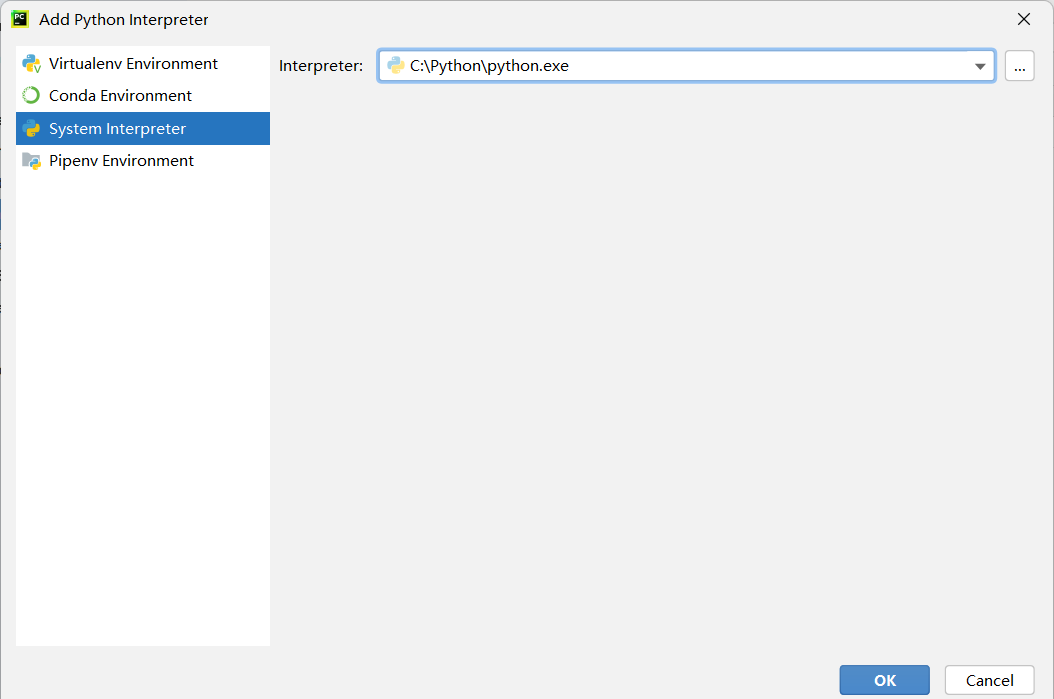 Add Python Interpreter
Virtualenv Environment
Conda Environment
System Interpreter
Pipenv Environment
Interpreter: C:\Python\python.exe
...
OK
Cancel